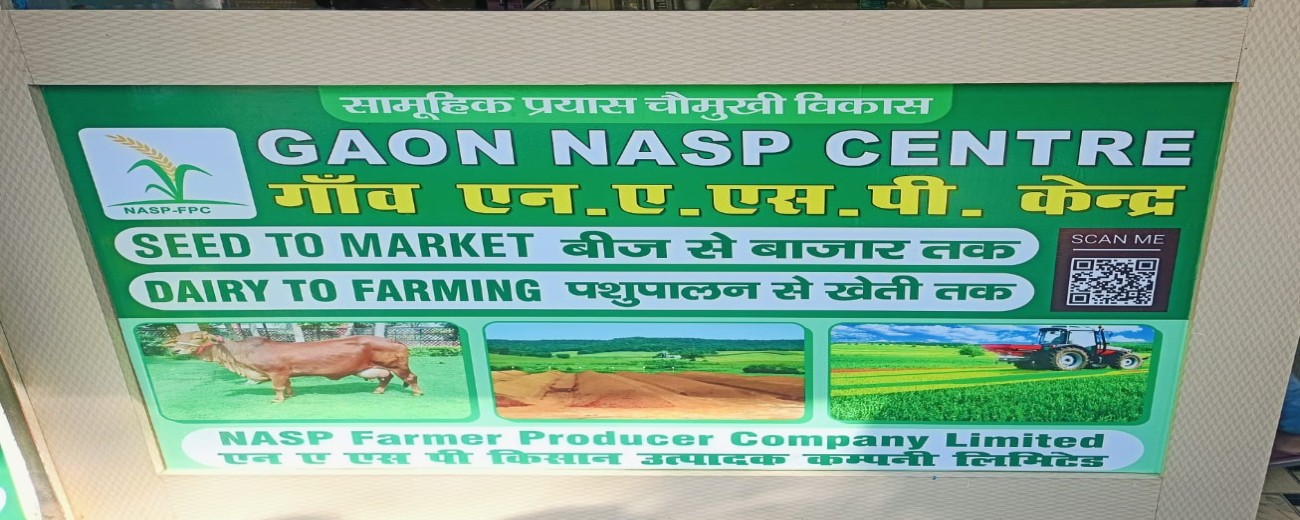 सामूहिक प्रयास चौमुखी विकास
GAON NASP CENTRE
NASP-FPC
गाँव एन.ए.एस.पी. केन्द्र
SEED TO MARKET बीज से बाजार तक
SCAN ME
DAIRY TO FARMING पशुपालन से खेती तक
NASP Farmer Producer Company Limited
एन ए एस पी किसान उत्पादक कम्पनी लिमिटेड